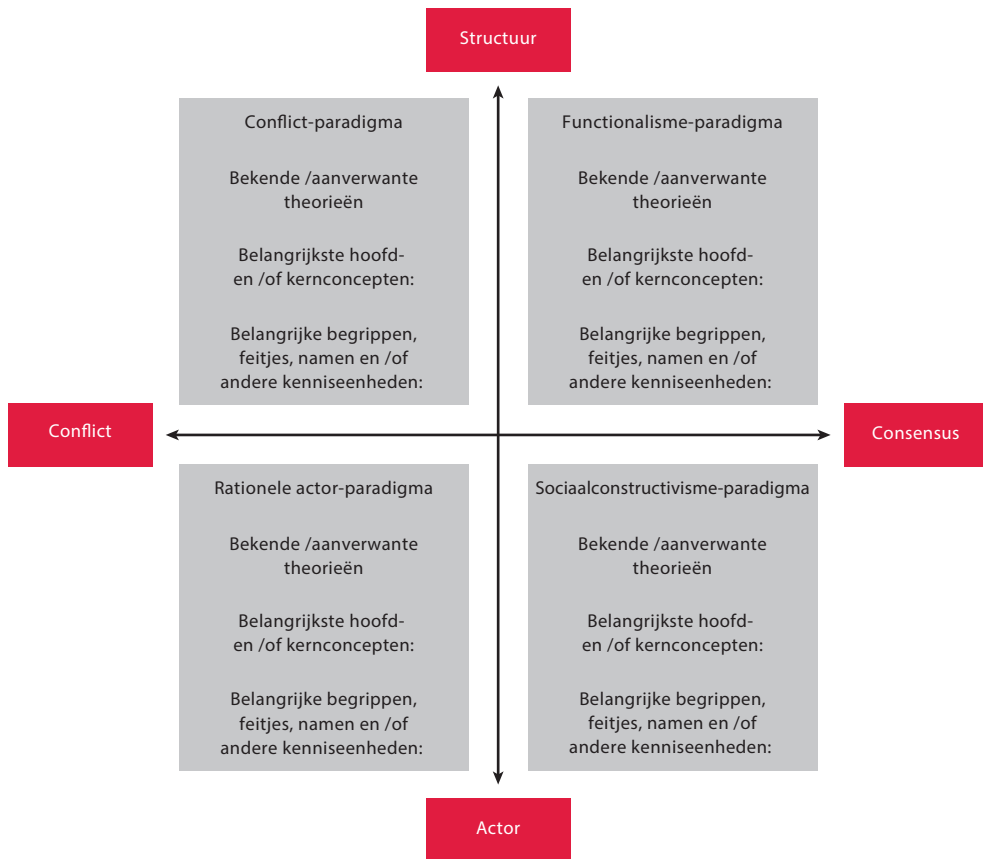 Structuur
Conflict-paradigma
Bekende /aanverwante
theorieën
Belangrijkste hoofd-
en /of kernconcepten:
Belangrijke begrippen,
feitjes, namen en /of
andere kenniseenheden:
Functionalisme-paradigma
Bekende /aanverwante
theorieën
Belangrijkste hoofd-
en /of kernconcepten:
Belangrijke begrippen,
feitjes, namen en /of
andere kenniseenheden:
Conflict
Consensus
Rationele actor-paradigma
Bekende /aanverwante
theorieën
Belangrijkste hoofd-
en /of kernconcepten:
Belangrijke begrippen,
feitjes, namen en /of
andere kenniseenheden:
Sociaalconstructivisme-paradigma
Bekende /aanverwante
theorieën
Belangrijkste hoofd-
en /of kernconcepten:
Belangrijke begrippen,
feitjes, namen en /of
andere kenniseenheden:
Actor